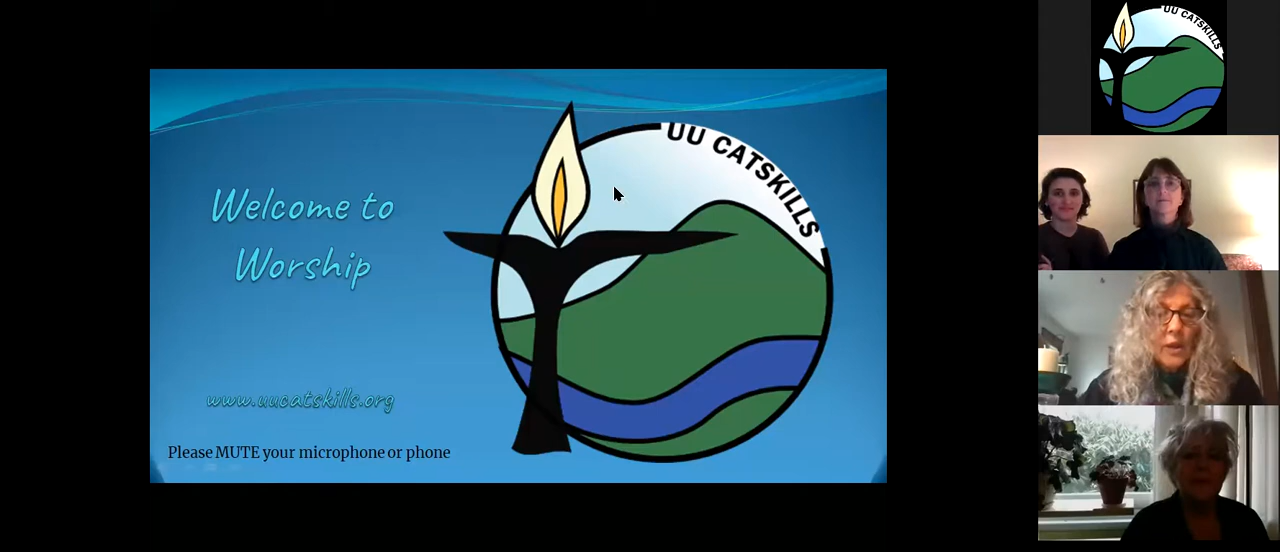 Welcome to
Worship
UU CATSKILLS
www.uucatskills.org
Please MUTE your microphone or phone
UU CATSKILLS